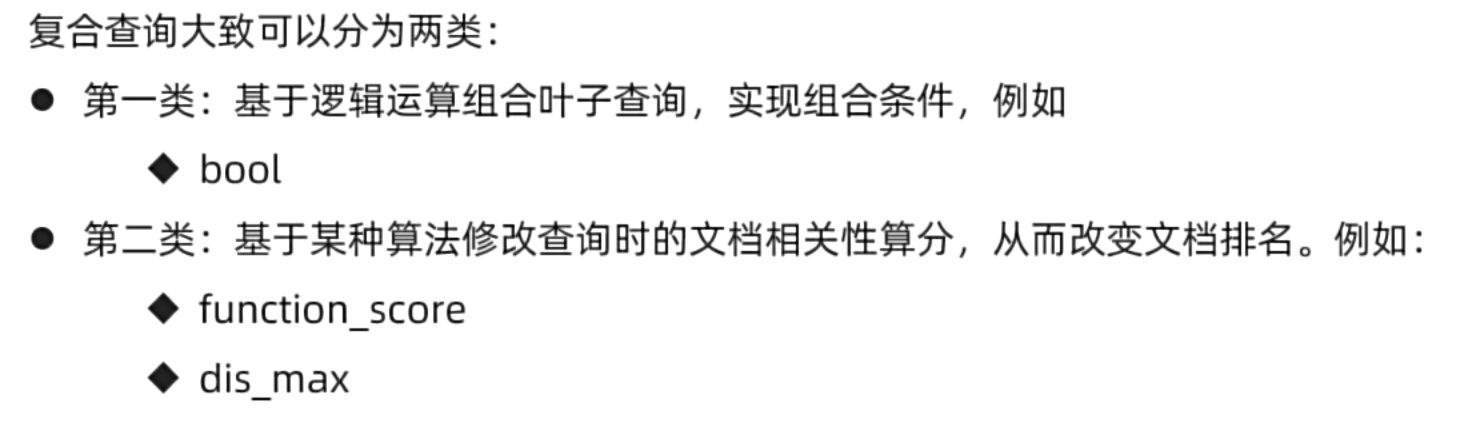 复合查询大致可以分为两类：
● 第一类：基于逻辑运算组合叶子查询，实现组合条件，例如
◆ bool
● 第二类：基于某种算法修改查询时的文档相关性算分，从而改变文档排名。例如：
◆ function_score
◆ dis_max